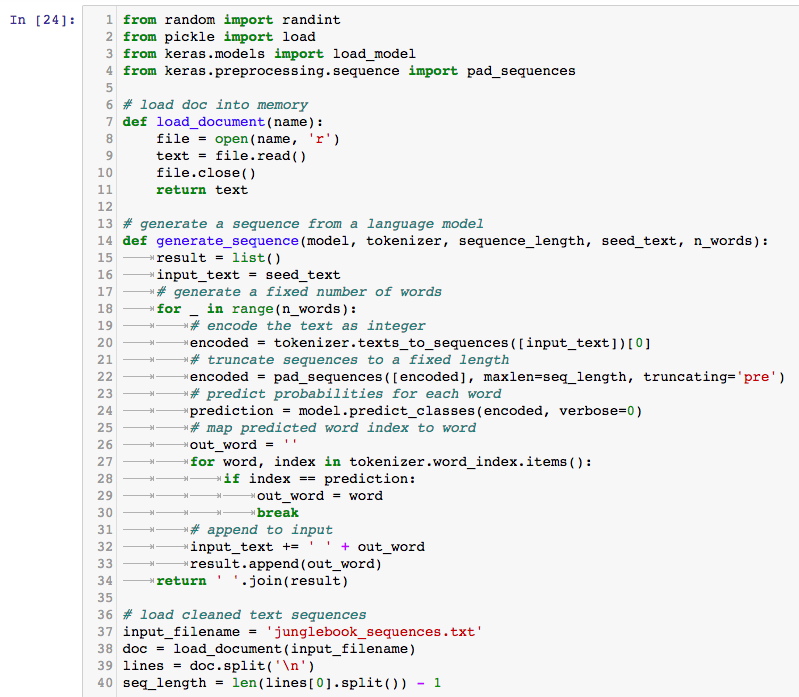 In [24]:
1 from random import randint
2 from pickle import load
3 from keras.models import load_model
4 from keras.preprocessing.sequence import pad_sequences
5
6 # load doc into memory
7 def load_document(name):
8     file = open(name, 'r')
9     text = file.read()
10     file.close()
11     return text
12
13 # generate a sequence from a language model
14 def generate_sequence(model, tokenizer, sequence_length, seed_text, n_words):
15     result = list()
16     input_text = seed_text
17     # generate a fixed number of words
18     for _ in range(n_words):
19         # encode the text as integer
20         encoded = tokenizer.texts_to_sequences([input_text])[0]
21         # truncate sequences to a fixed length
22         encoded = pad_sequences([encoded], maxlen=seq_length, truncating='pre')
23         # predict probabilities for each word
24         prediction = model.predict_classes(encoded, verbose=0)
25         # map predicted word index to word
26         out_word = ''
27         for word, index in tokenizer.word_index.items():
28             if index == prediction:
29                 out_word = word
30                 break
31         # append to input
32         input_text += ' ' + out_word
33         result.append(out_word)
34     return ' '.join(result)
35
36 # load cleaned text sequences
37 input_filename = 'junglebook_sequences.txt'
38 doc = load_document(input_filename)
39 lines = doc.split('\n')
40 seq_length = len(lines[0].split()) - 1